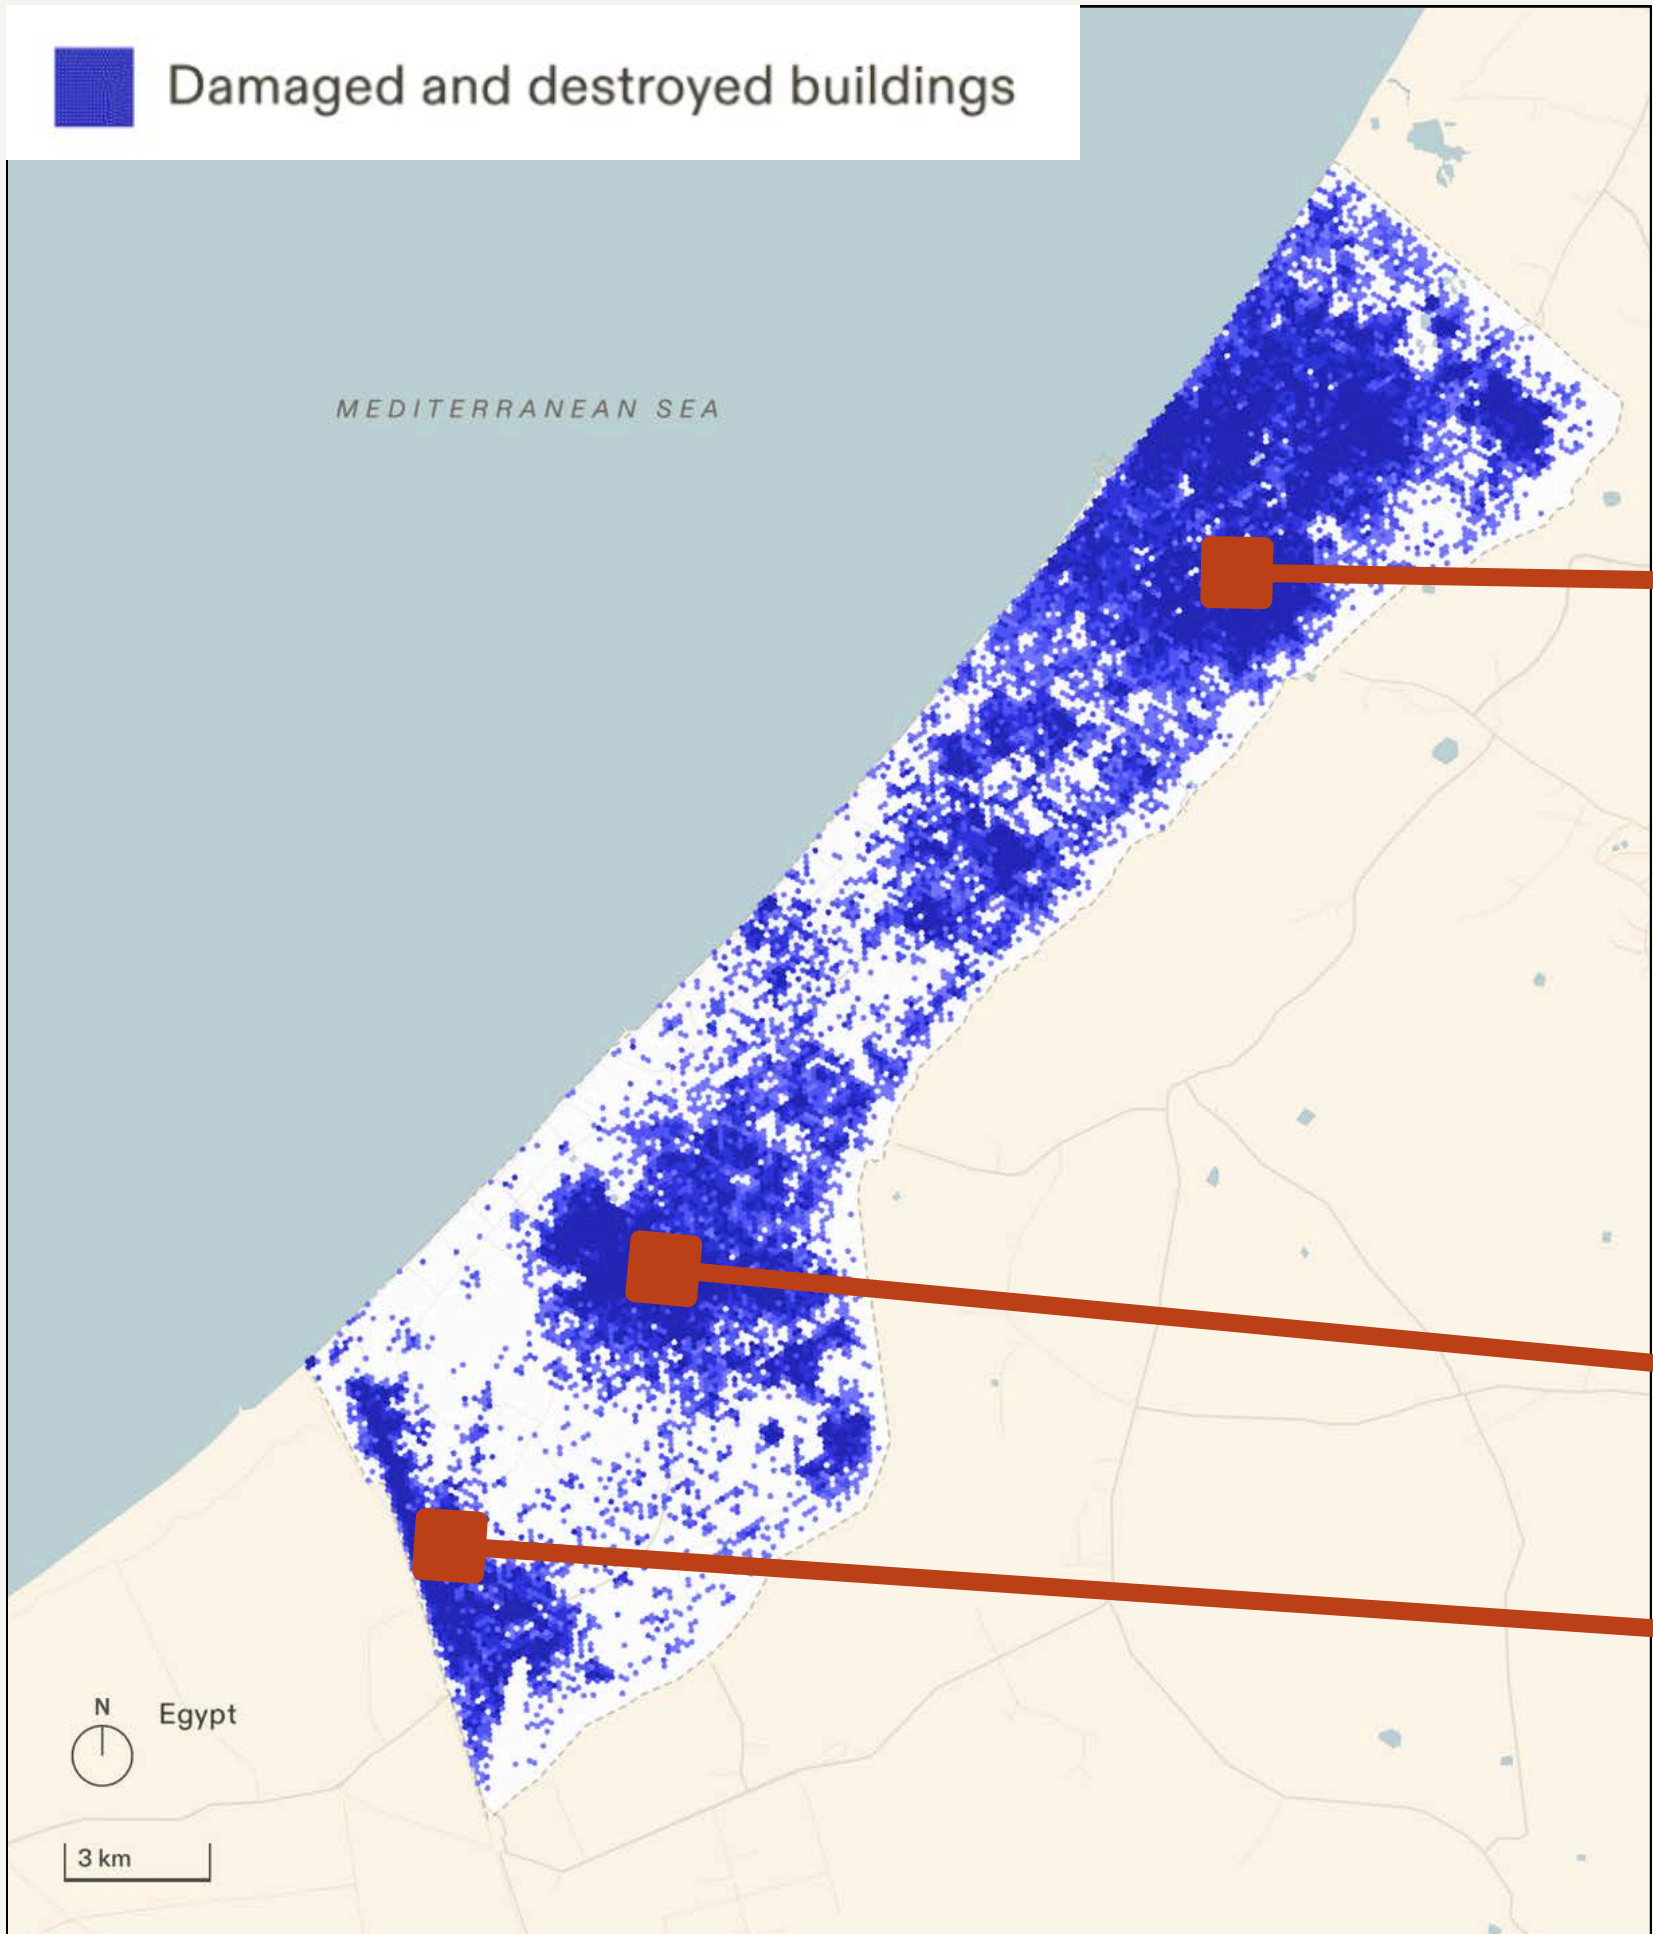 Damaged and destroyed buildings
MEDITERRANEAN SEA
N
Egypt
3 km